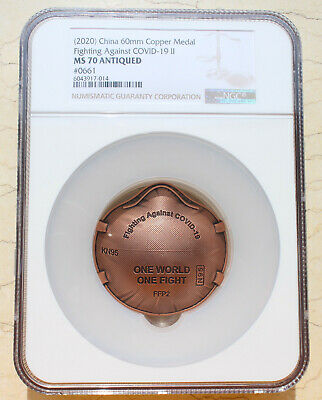 (2020) China 60mm Copper Medal
Fighting Against COVID-19 II
MS 70 ANTIQUED
#0661
6043917-014
NUMISMATIC GUARANTY CORPORATION
NGC
Fighting Against COVID-19
KN95
ONE WORLD
ONE FIGHT
N95
FFP2